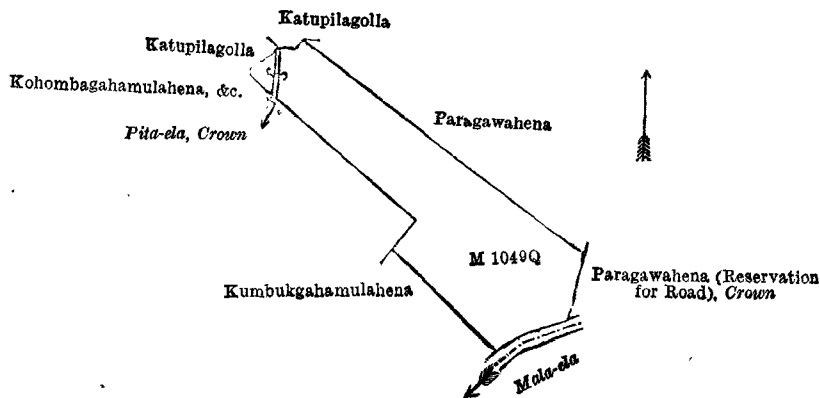 Katupilagolla
Katupilagolla
Kohombagahamulahena, &c.
Pita-ela, Crown
Paragawahena
M 1049Q
Paragawahena (Reservation
for Road), Crown
Kumbukgahamulahena
Mala-ela